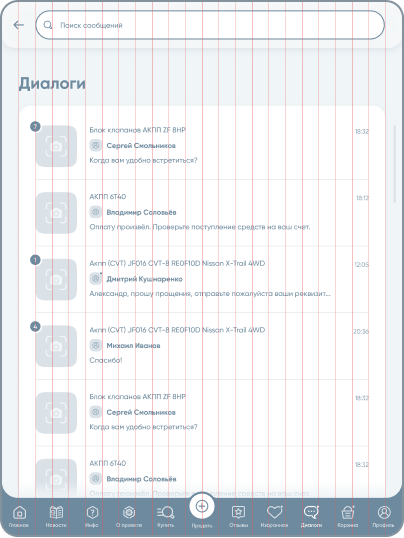 Поиск сообщений
Диалоги
7
Блок клапанов АКПП ZF 8HP
18:32
Сергей Смольников
Когда вам удобно встретиться?
АКПП 6T40
18:12
Владимир Соловьёв
Оплату произвёл. Проверьте поступление средств на ваш счет.
1
Акпп (CVT) JF016 CVT-8 RE0F10D Nissan X-Trail 4WD
12:05
Дмитрий Кушнаренко
Александр, прошу прощения, отправьте пожалуйста ваши реквизит...
4
Акпп (CVT) JF016 CVT-8 RE0F10D Nissan X-Trail 4WD
20:36
Михаил Иванов
Спасибо!
Блок клапанов АКПП ZF 8HP
18:32
Сергей Смольников
Когда вам удобно встретиться?
АКПП 6T40
18:32
Владимир Соловьёв
Оплату произвёл. Проверьте поступление средств на ваш счет.
Главное Новости Инфо О проекте Купить Продать Отзывы Избранное Диалоги Корзина Профиль